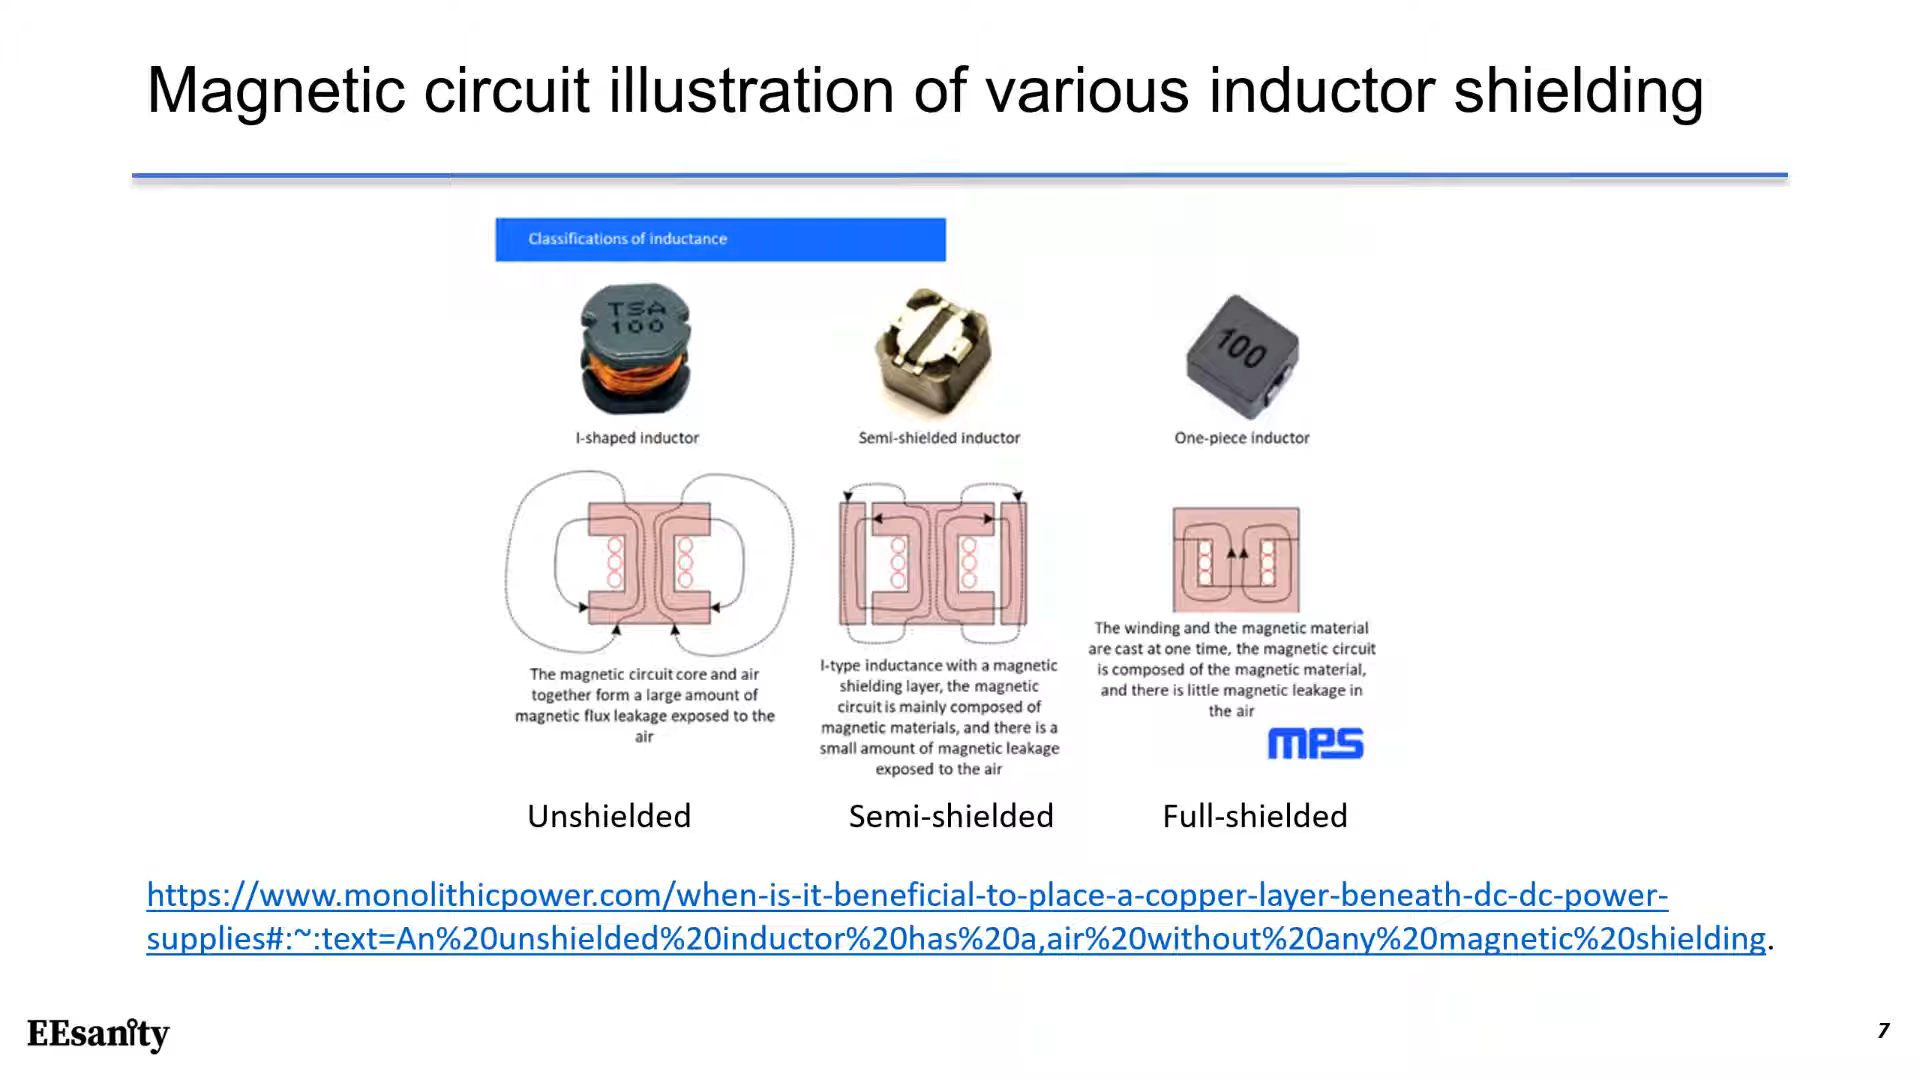 Magnetic circuit illustration of various inductor shielding
Classifications of inductance
TSA
100
100
I-shaped inductor
Semi-shielded inductor
One-piece inductor
The magnetic circuit core and air
together form a large amount of
magnetic flux leakage exposed to the
air
I-type inductance with a magnetic
shielding layer, the magnetic
circuit is mainly composed of
magnetic materials, and there is a
small amount of magnetic leakage
exposed to the air
The winding and the magnetic material
are cast at one time, the magnetic circuit
is composed of the magnetic material,
and there is little magnetic leakage in
the air
mPS
Unshielded
Semi-shielded
Full-shielded
https://www.monolithicpower.com/when-is-it-beneficial-to-place-a-copper-layer-beneath-dc-dc-power-
supplies#:~:text=An%20unshielded%20inductor%20has%20a,air%20without%20any%20magnetic%20shielding.
EEsanity
7